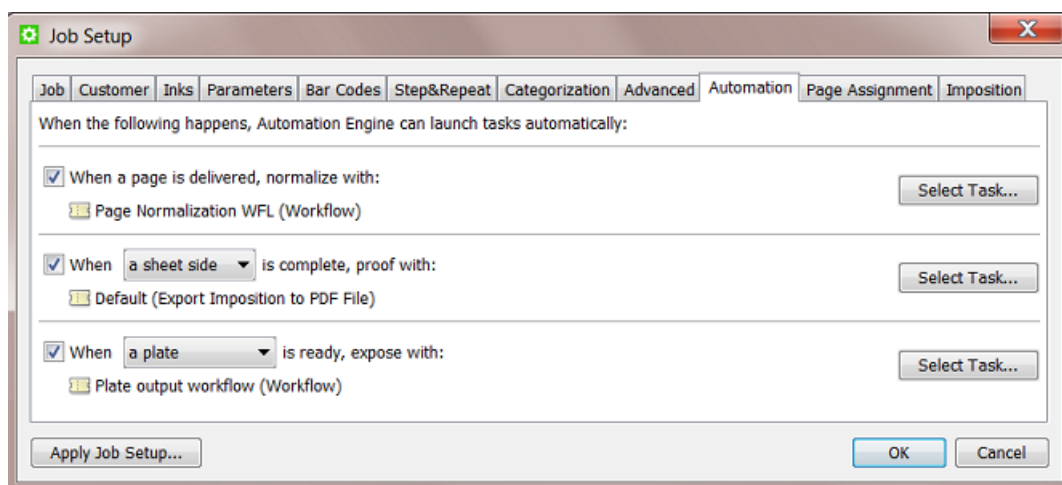 Job Setup
Job Customer Inks Parameters Bar Codes Step&Repeat Categorization Advanced Automation Page Assignment Imposition
When the following happens, Automation Engine can launch tasks automatically:
When a page is delivered, normalize with:
Select Task...
Page Normalization WFL (Workflow)
When a sheet side is complete, proof with:
Select Task...
Default (Export Imposition to PDF File)
When a plate is ready, expose with:
Select Task...
Plate output workflow (Workflow)
Apply Job Setup... OK Cancel